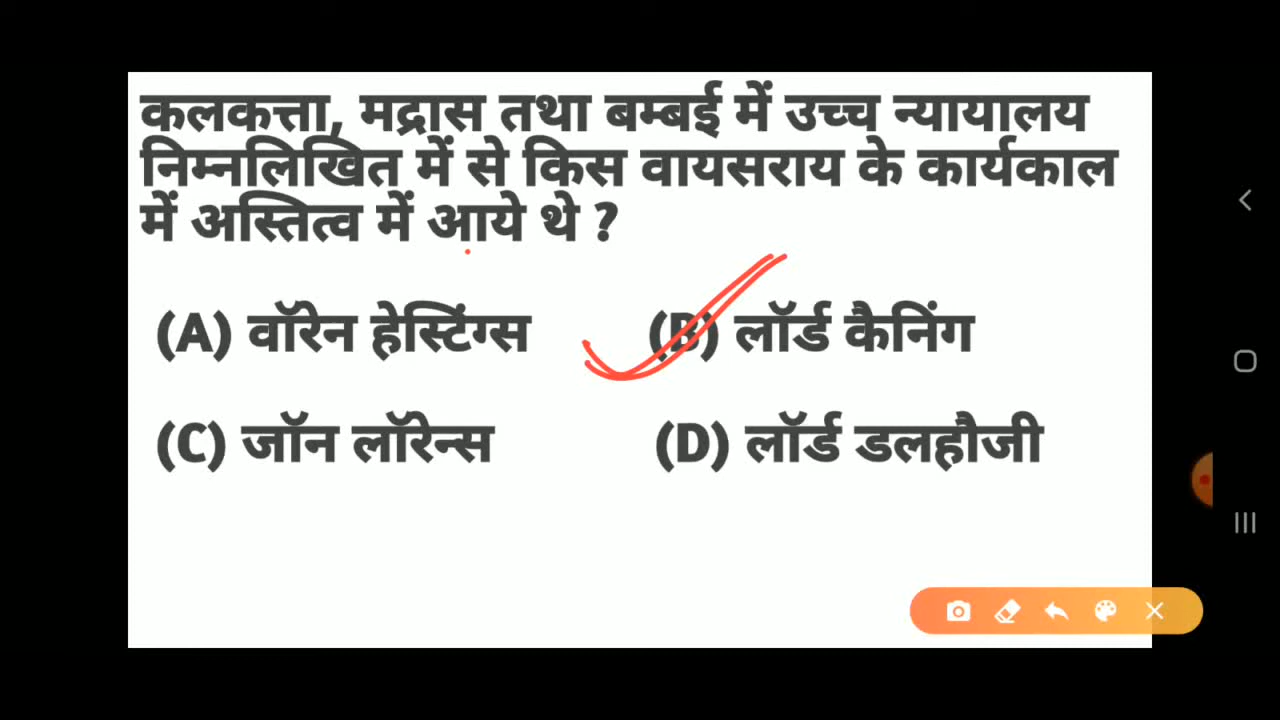 कलकत्ता, मद्रास तथा बम्बई में उच्च न्यायालय
निम्नलिखित में से किस वायसराय के कार्यकाल
में अस्तित्व में आये थे ?
(A) वॉरेन हेस्टिंग्स (B) लॉर्ड कैनिंग
(C) जॉन लॉरेन्स (D) लॉर्ड डलहौजी